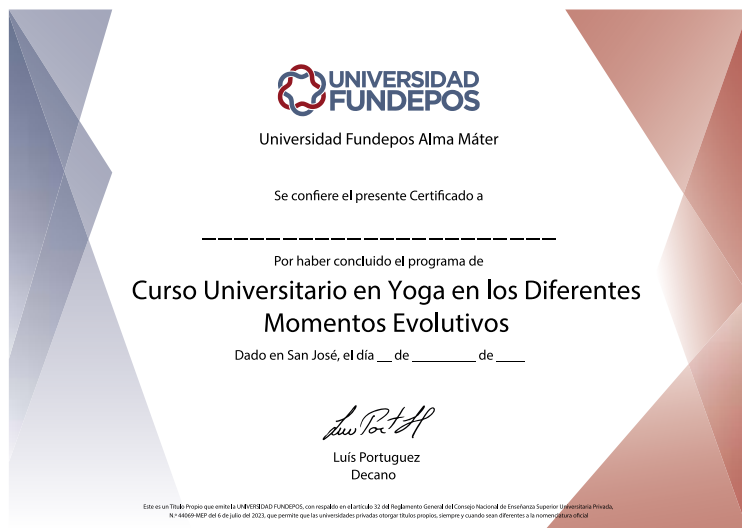 UNIVERSIDAD
FUNDEPOS
Universidad Fundepos Alma Máter
Se confiere el presente Certificado a
______________________
Por haber concluido el programa de
Curso Universitario en Yoga en los Diferentes
Momentos Evolutivos
Dado en San José, el día __ de _________ de ____
Luís Portuguez
Decano
Este es un Título Propio que emite la UNIVERSIDAD FUNDEPOS, con respaldo en el artículo 32 del Reglamento General del Consejo Nacional de Enseñanza Superior Universitaria Privada,
N.º 44069-MEP del 6 de julio del 2023, que permite que las universidades privadas otorgar títulos propios, siempre y cuando sean diferentes a la nomenclatura oficial